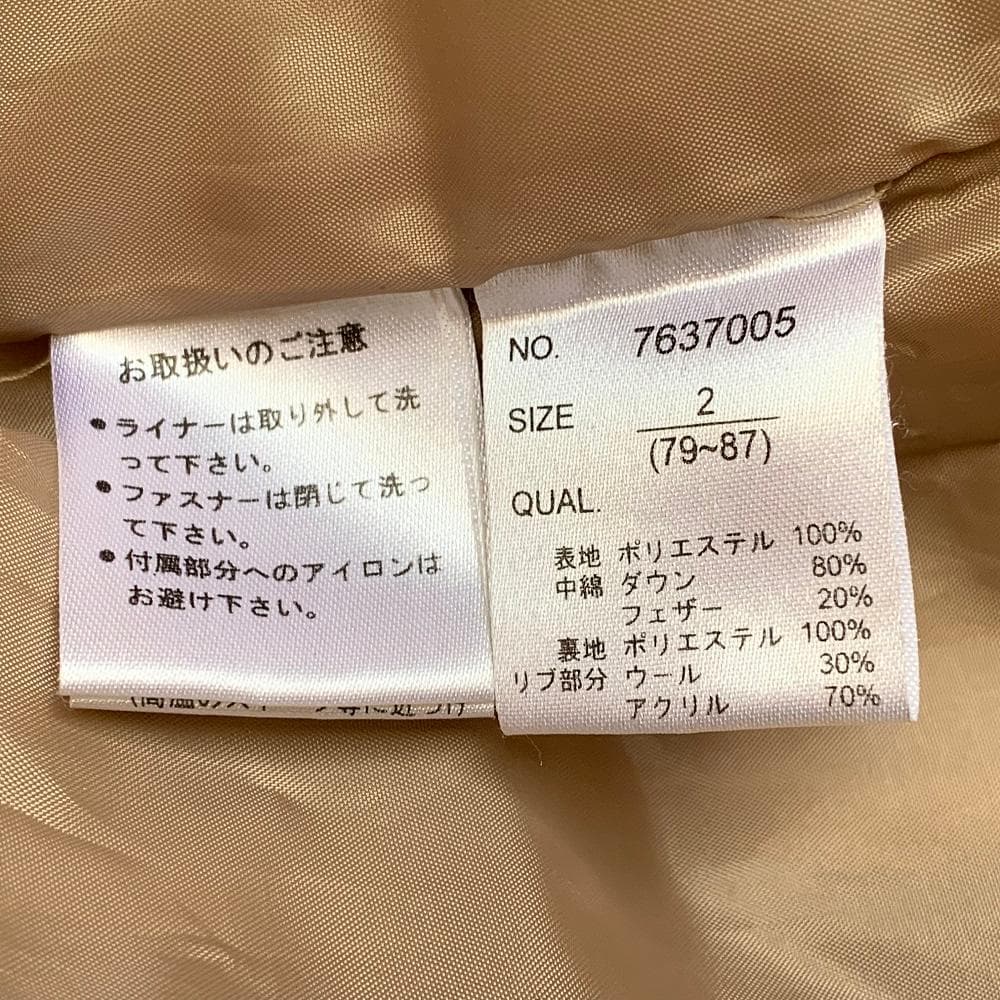 お取扱いのご注意
● ライナーは取り外して洗
って下さい。
● ファスナーは閉じて洗っ
て下さい。
● 付属部分へのアイロンは
お避け下さい。
NO. 7637005
SIZE 2
(79~87)
QUAL.
表地 ポリエステル 100%
中綿 ダウン 80%
フェザー 20%
裏地 ポリエステル 100%
リブ部分 ウール 30%
アクリル 70%